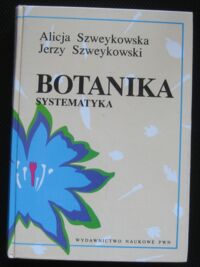 Alicja Szweykowska
Jerzy Szweykowski
BOTANIKA
SYSTEMATYKA
WYDAWNICTWO NAUKOWE PWN